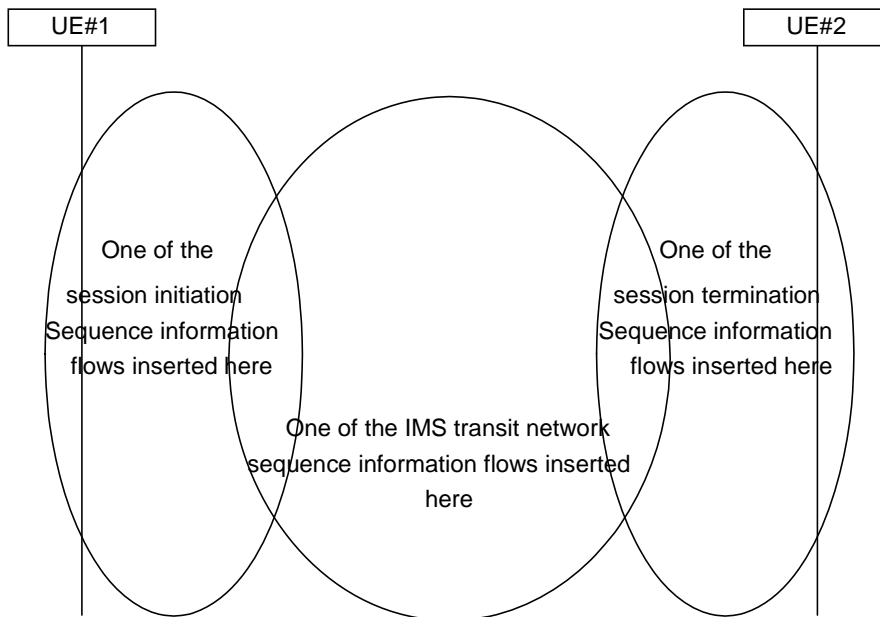 UE#1
UE#2
One of the
session initiation
Sequence information
flows inserted here
One of the
session termination
Sequence information
flows inserted here
One of the IMS transit network
sequence information flows inserted
here